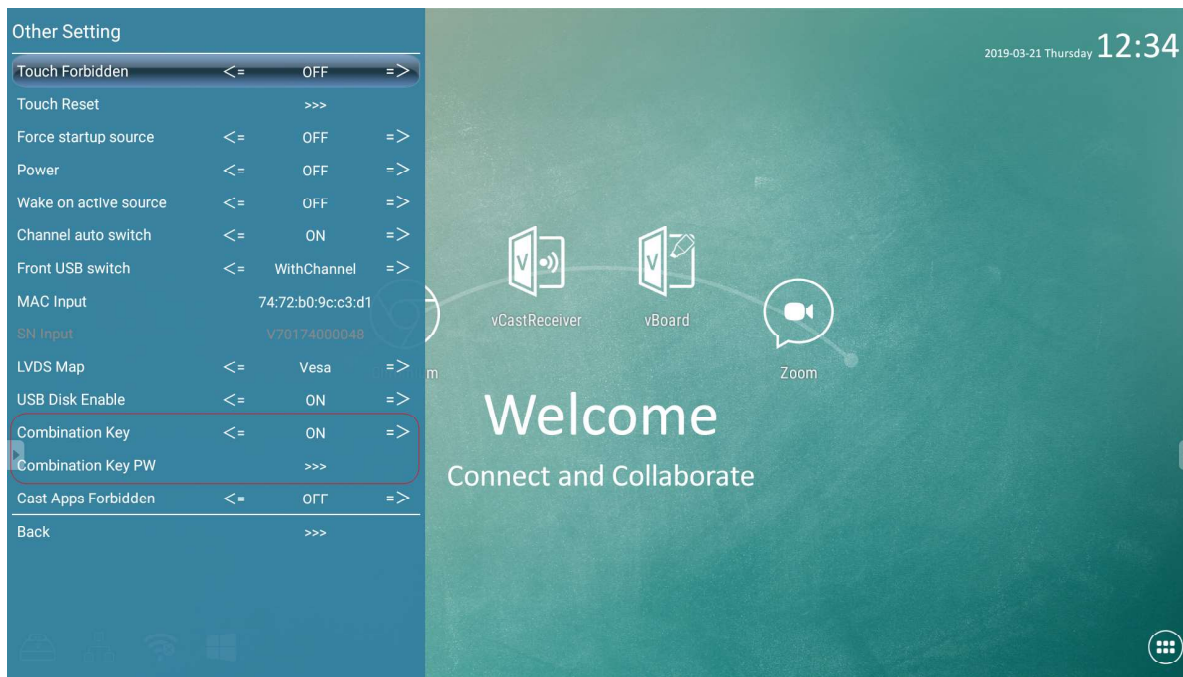 Other Setting
2019-03-21 Thursday 12:34
Touch Forbidden <= OFF =>
Touch Reset >>>
Force startup source <= OFF =>
Power <= OFF =>
Wake on active source <= OFF =>
Channel auto switch <= ON =>
Front USB switch <= WithChannel =>
MAC Input 74:72:b0:9c:c3:d1
SN Input V70174000048
LVDS Map <= Vesa =>
USB Disk Enable <= ON =>
Combination Key <= ON =>
Combination Key PW >>>
Cast Apps Forbidden <= OFF =>
Back >>>
V V
vCastReceiver vBoard
m Zoom
Welcome
Connect and Collaborate